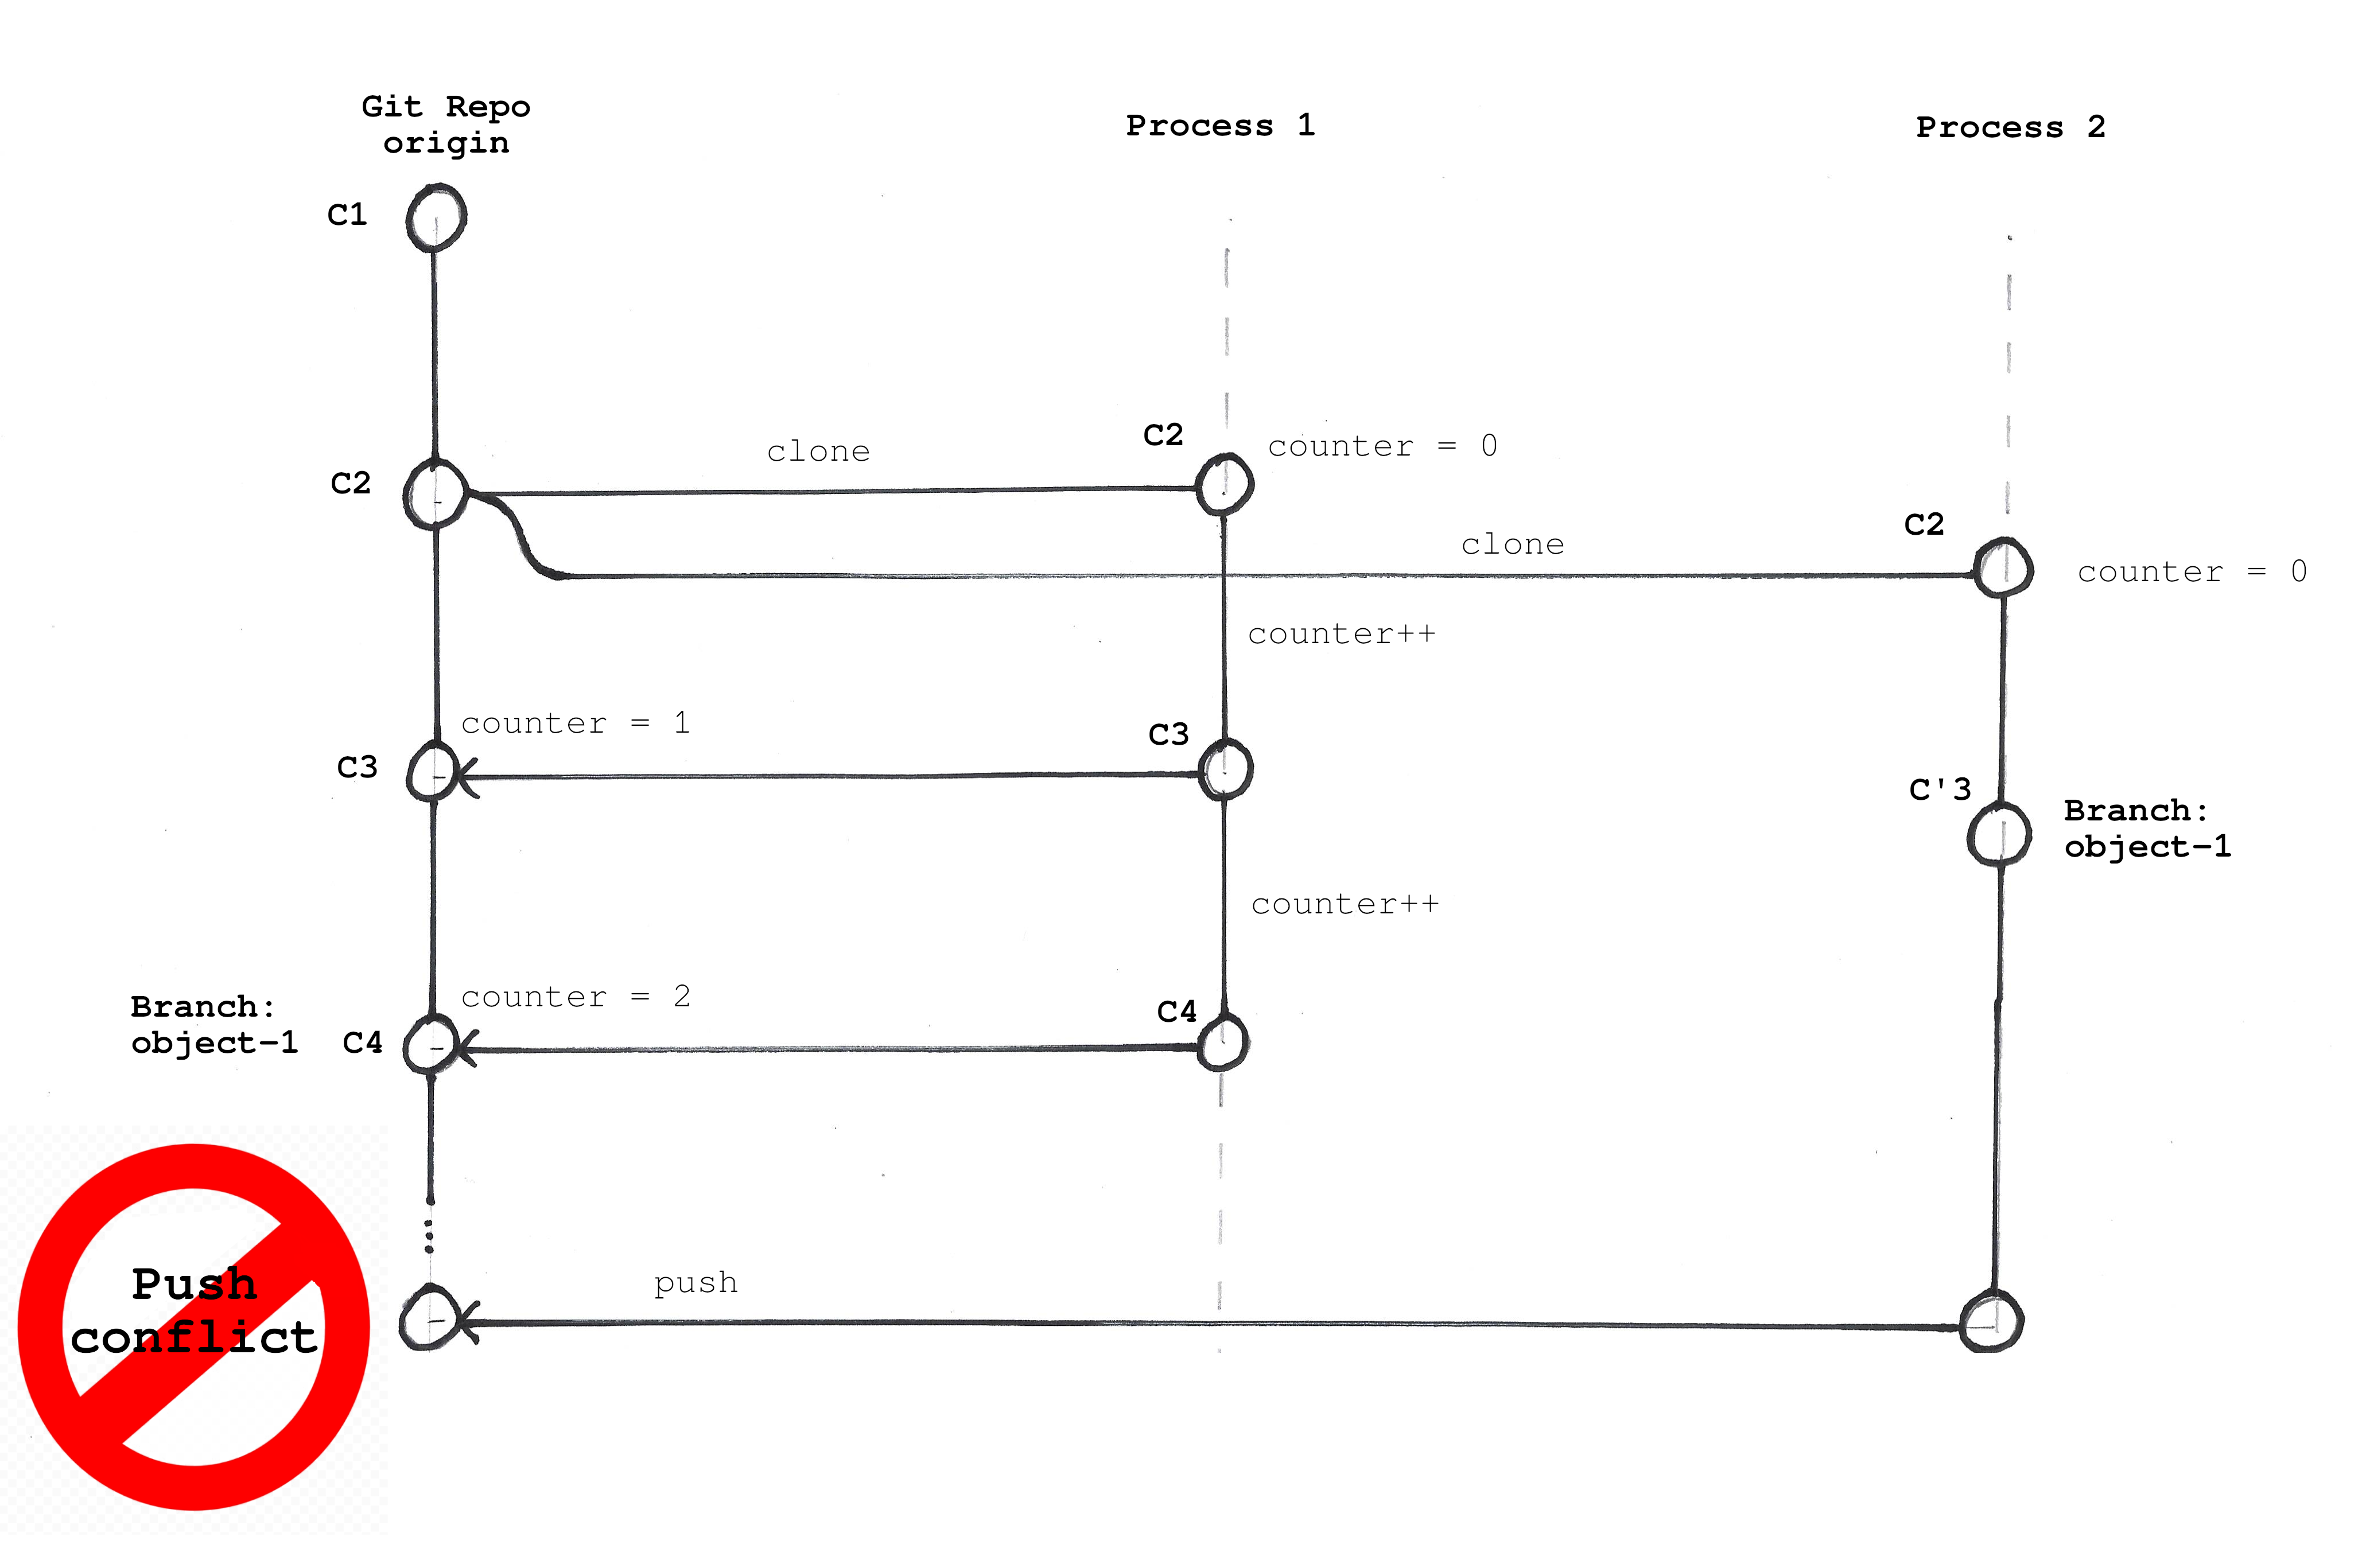 Git Repo
origin
Process 1
Process 2
C1
C2
clone
C2
counter = 0
clone
C2
counter = 0
counter++
counter = 1
C3
C3
C'3
Branch:
object-1
counter++
Branch:
object-1
C4
counter = 2
C4
Push
conflict
push